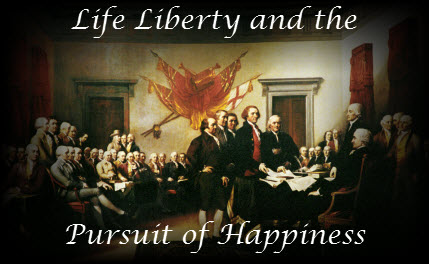 Life Liberty and the
Pursuit of Happiness